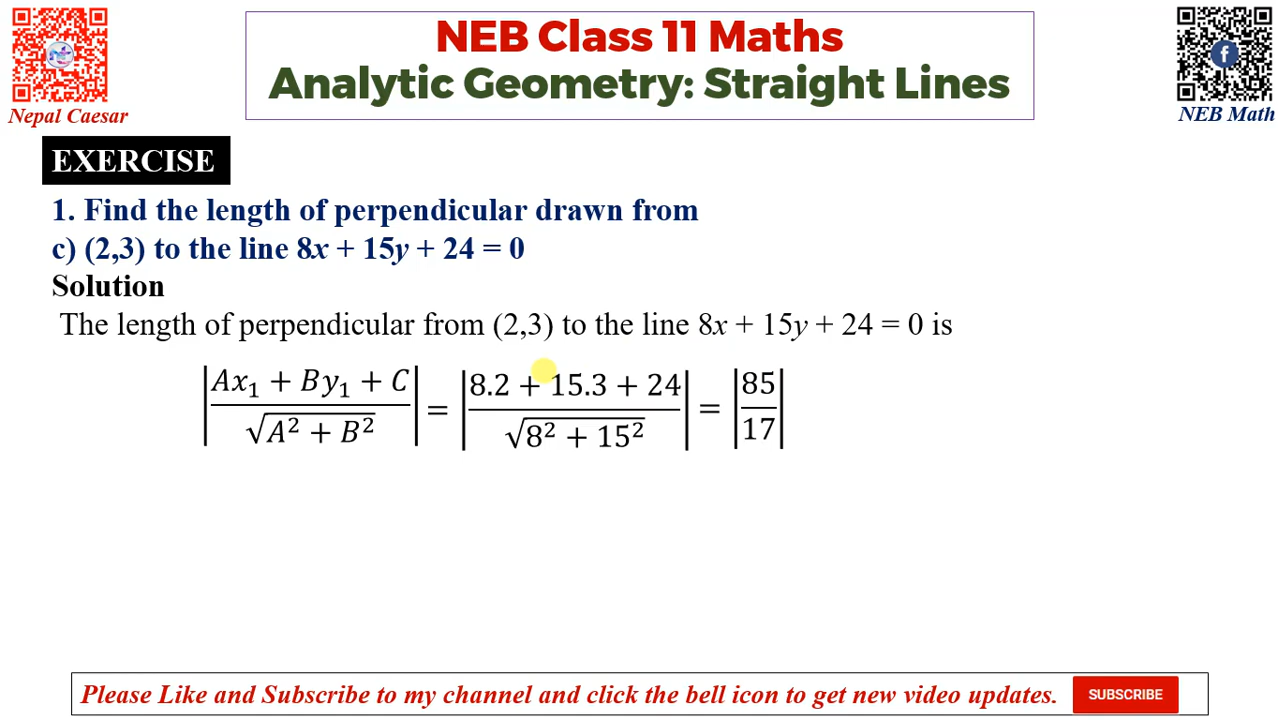 NEB Class 11 Maths
Analytic Geometry: Straight Lines
Nepal Caesar
NEB Math
EXERCISE
1. Find the length of perpendicular drawn from
c) (2,3) to the line 8x + 15y + 24 = 0
Solution
The length of perpendicular from (2,3) to the line 8x + 15y + 24 = 0 is
|(Ax₁ + By₁ + C)/√(A² + B²)| = |(8.2 + 15.3 + 24)/√(8² + 15²)| = |85/17|
Please Like and Subscribe to my channel and click the bell icon to get new video updates.
SUBSCRIBE